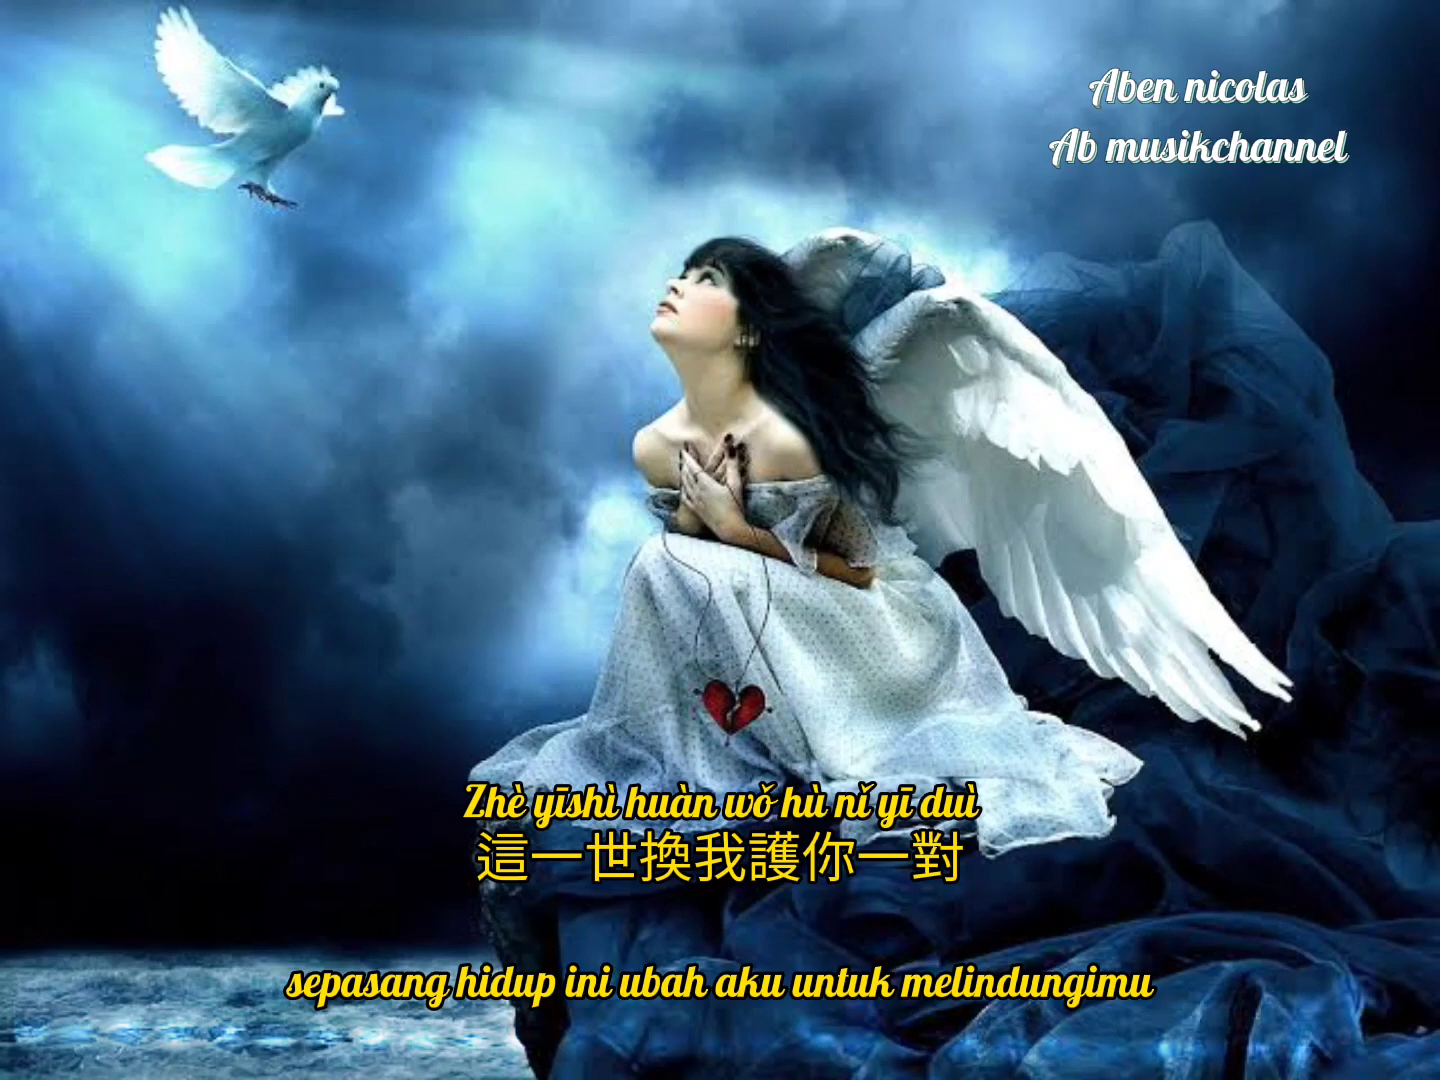 Aben nicolas
Ab musikchannel
Zhè yīshì huàn wǒ hù nǐ yī duì
這一世換我護你一對
sepasang hidup ini ubah aku untuk melindungimu